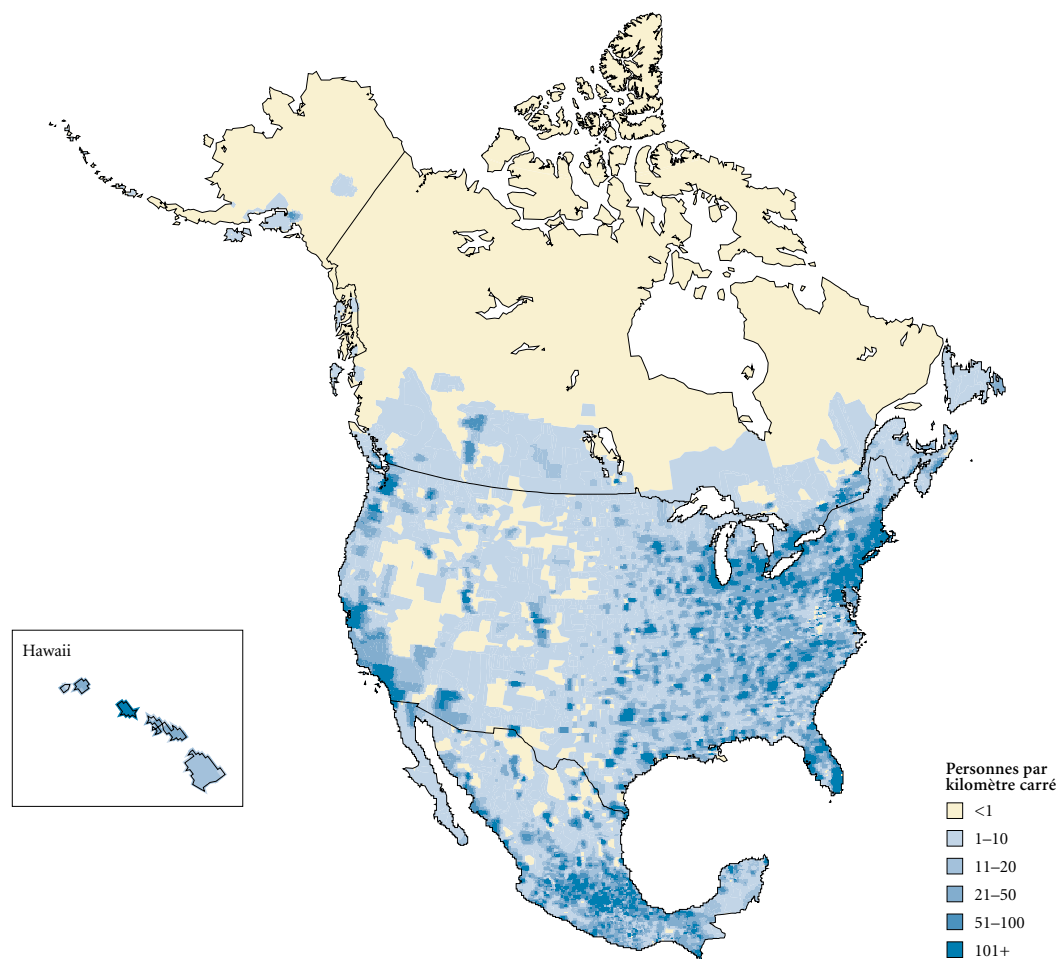 Hawaii
Personnes par
kilomètre carré
<1
1–10
11–20
21–50
51–100
101+